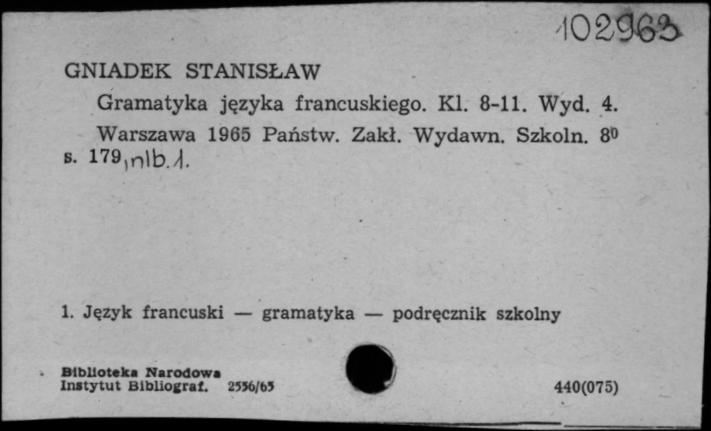 102963
GNIADEK STANISŁAW
Gramatyka języka francuskiego. Kl. 8-11. Wyd. 4.
Warszawa 1965 Państw. Zakł. Wydawn. Szkoln. 8⁰
s. 179, nlb. 1.
1. Język francuski — gramatyka — podręcznik szkolny
Biblioteka Narodowa
Instytut Bibliograf. 2556/65
440(075)